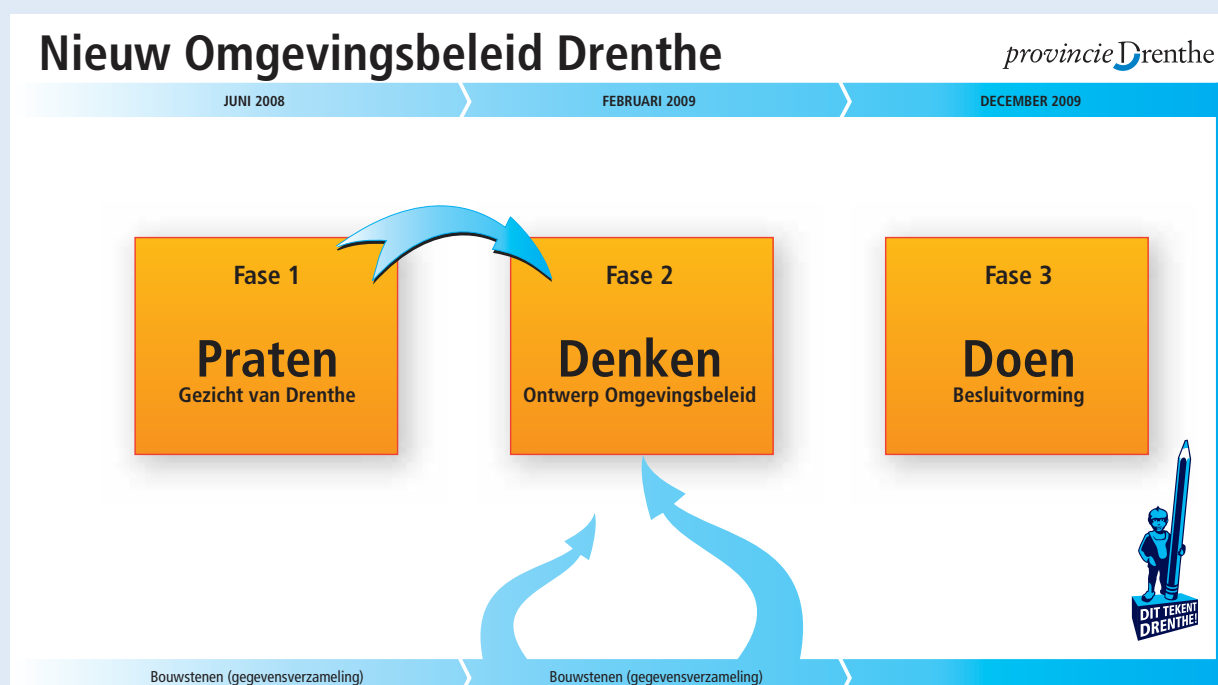 Nieuw Omgevingsbeleid Drenthe
provincie Drenthe
JUNI 2008
FEBRUARI 2009
DECEMBER 2009
Fase 1
Praten
Gezicht van Drenthe
Fase 2
Denken
Ontwerp Omgevingsbeleid
Fase 3
Doen
Besluitvorming
DIT TEKENT
DRENTHE!
Bouwstenen (gegevensverzameling)
Bouwstenen (gegevensverzameling)